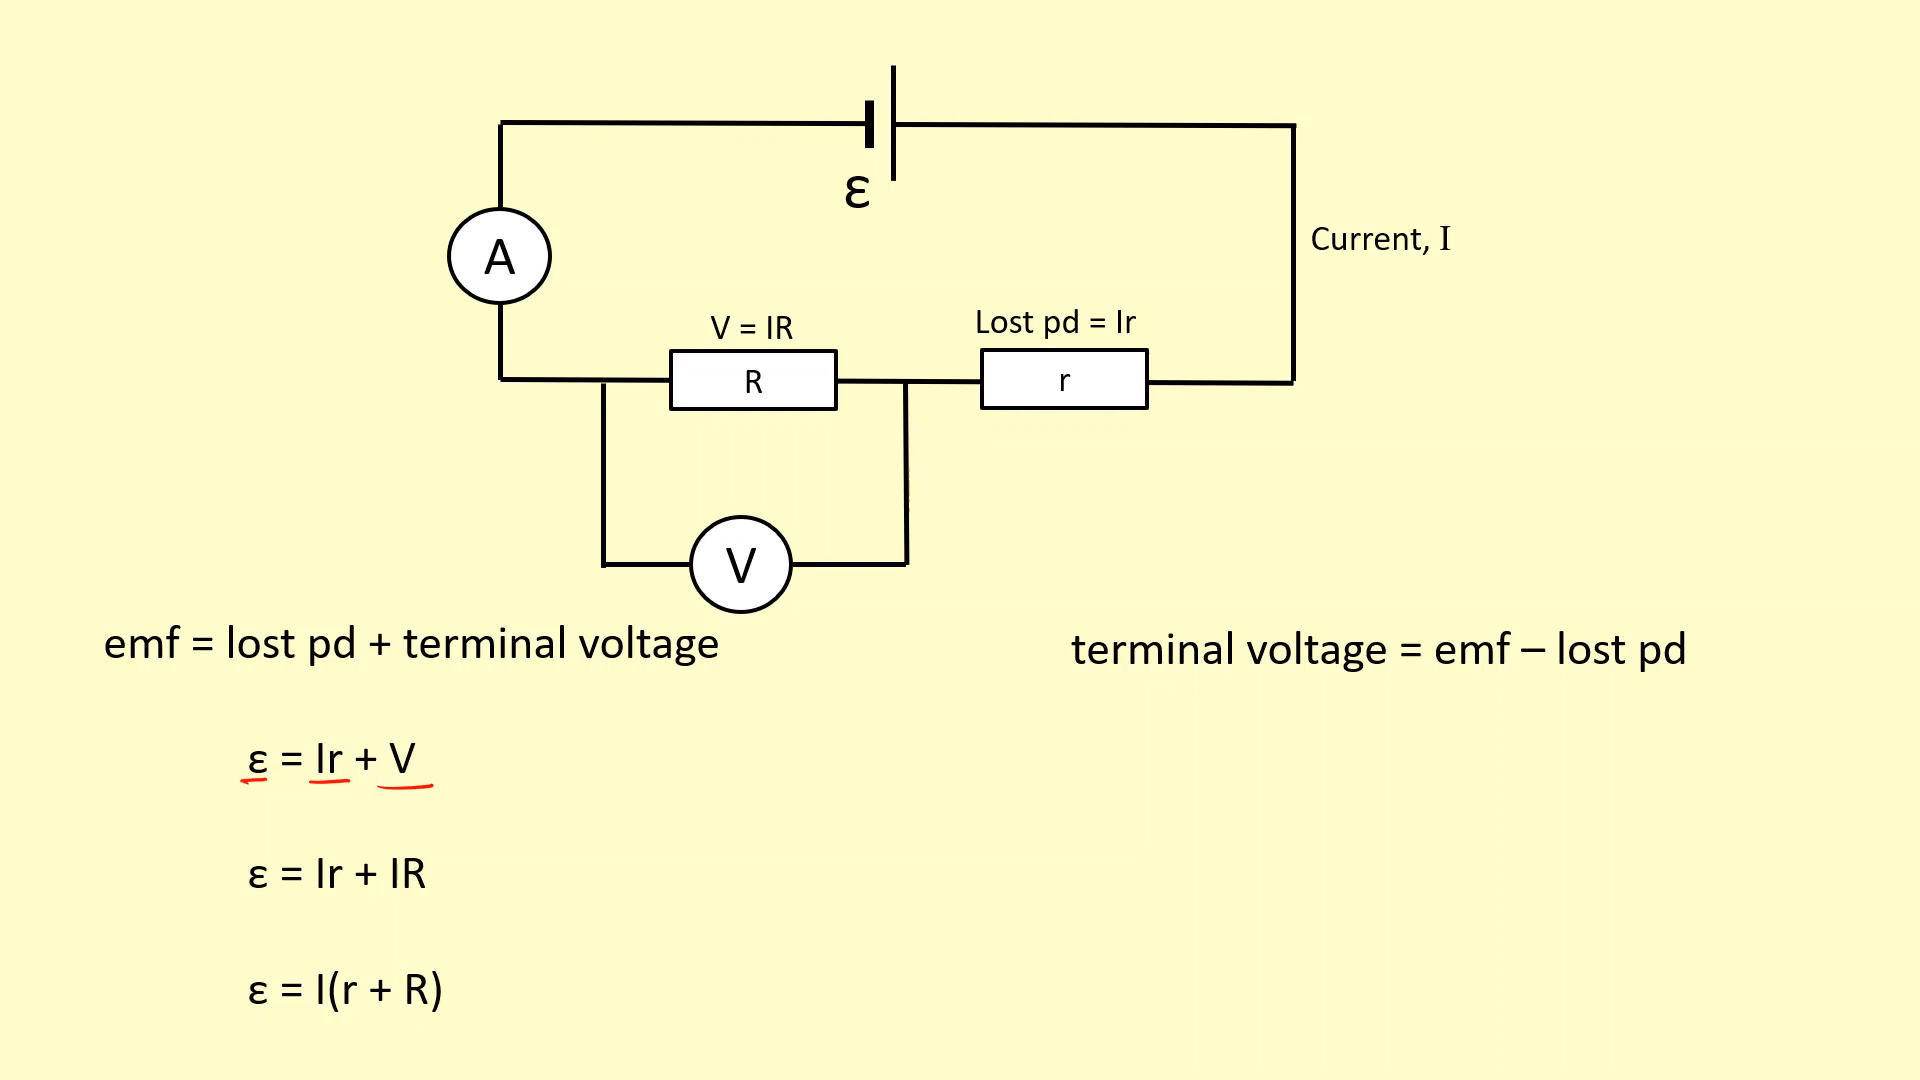 ε
A
Current, I
V = IR
Lost pd = Ir
R
r
V
emf = lost pd + terminal voltage
terminal voltage = emf – lost pd
ε = Ir + V
ε = Ir + IR
ε = I(r + R)